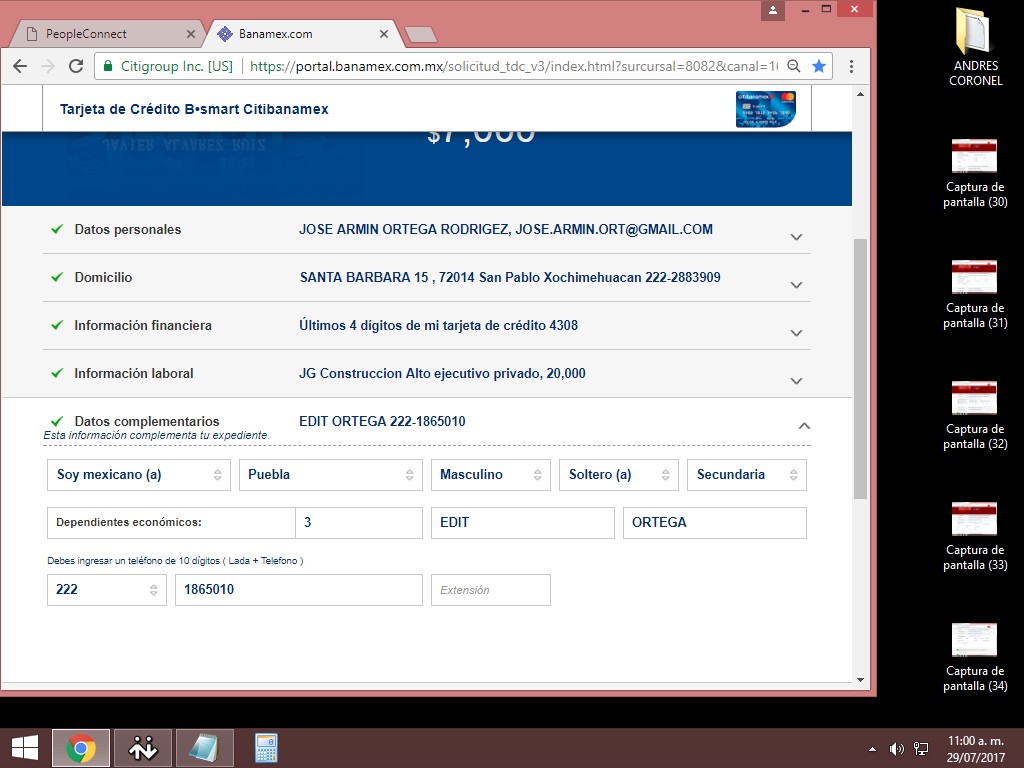 PeopleConnect
Banamex.com
Citigroup Inc. [US] https://portal.banamex.com.mx/solicitud_tdc_v3/index.html?surcursal=8082&canal=1
Tarjeta de Crédito B•smart Citibanamex
citibanamex
JAVIER ALVAREZ RUIZ
$7,000
Datos personales JOSE ARMIN ORTEGA RODRIGEZ, JOSE.ARMIN.ORT@GMAIL.COM
Domicilio SANTA BARBARA 15 , 72014 San Pablo Xochimehuacan 222-2883909
Información financiera Últimos 4 dígitos de mi tarjeta de crédito 4308
Información laboral JG Construccion Alto ejecutivo privado, 20,000
Datos complementarios EDIT ORTEGA 222-1865010
Esta información complementa tu expediente.
Soy mexicano (a) Puebla Masculino Soltero (a) Secundaria
Dependientes económicos: 3 EDIT ORTEGA
Debes ingresar un teléfono de 10 dígitos ( Lada + Telefono )
222 1865010 Extensión
ANDRES
CORONEL
Captura de
pantalla (30)
Captura de
pantalla (31)
Captura de
pantalla (32)
Captura de
pantalla (33)
Captura de
pantalla (34)
11:00 a. m.
29/07/2017